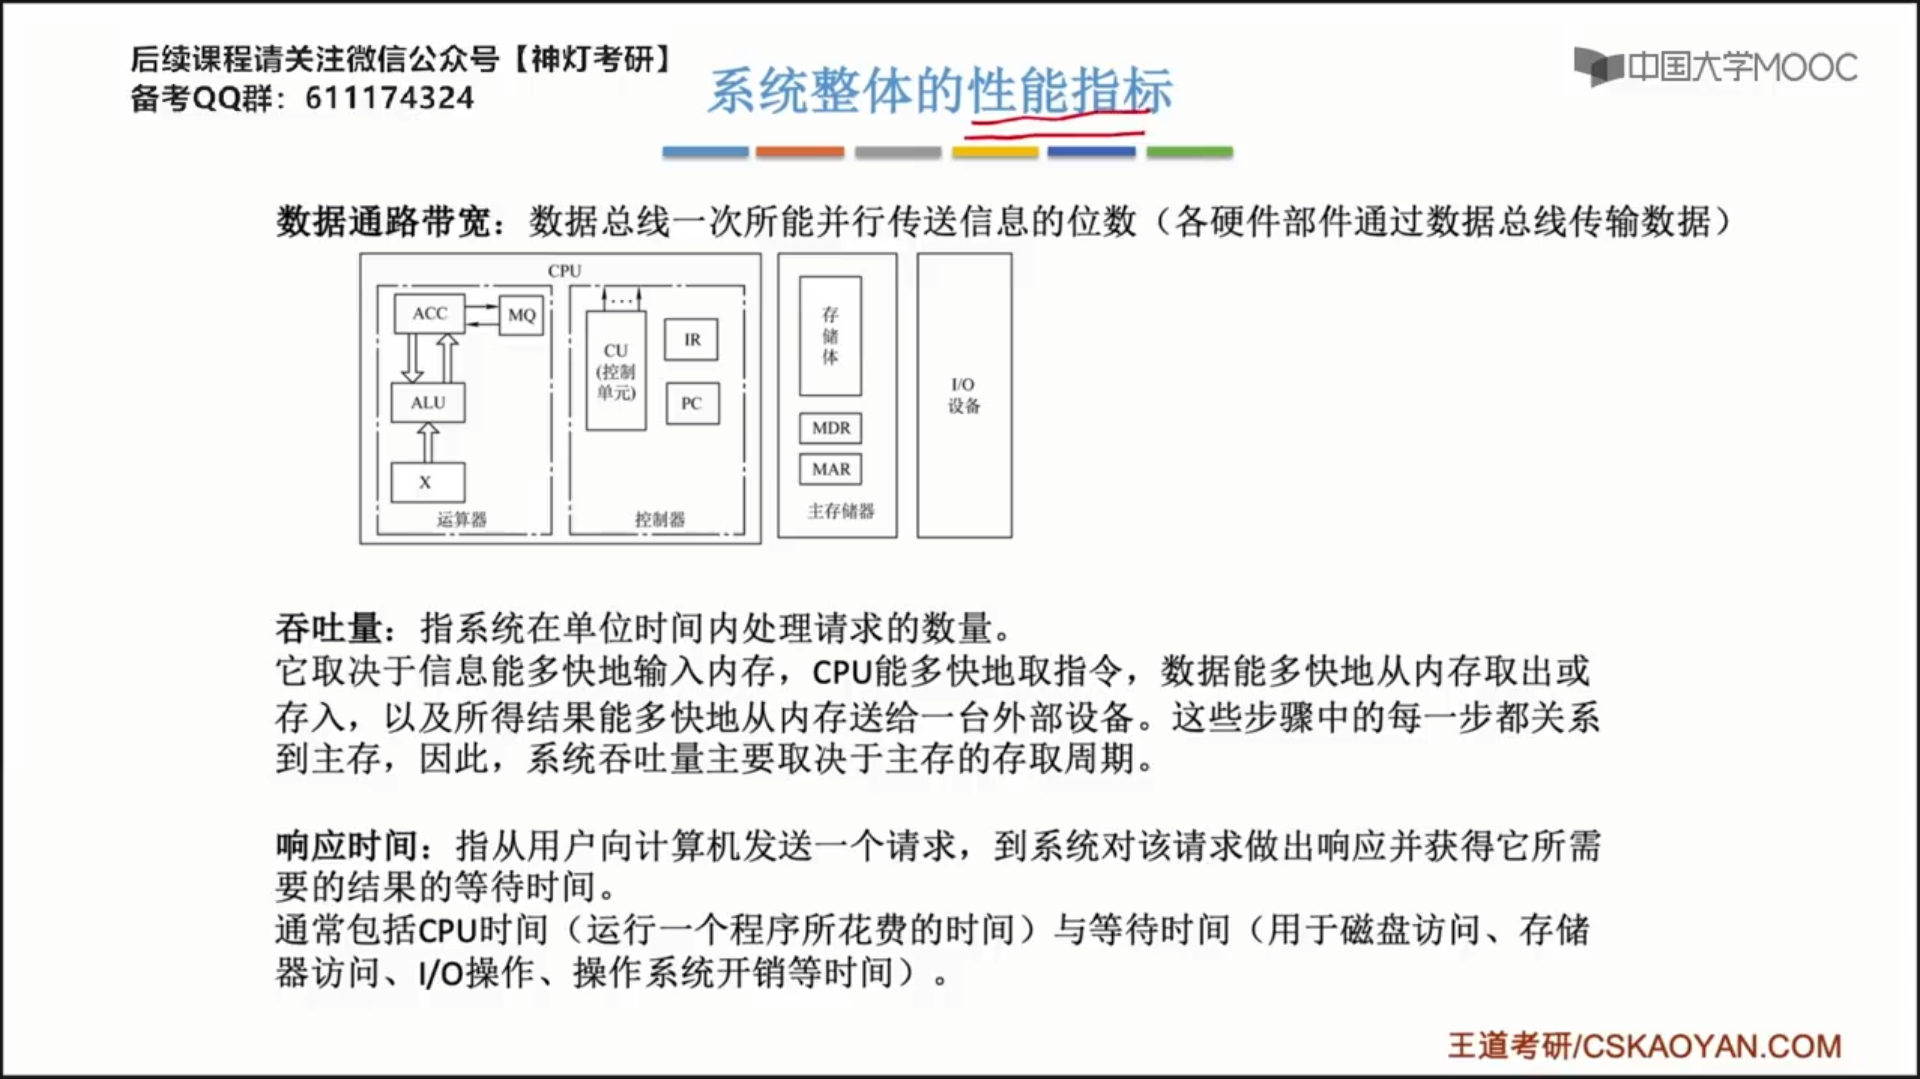 后续课程请关注微信公众号【神灯考研】
备考QQ群：611174324
中国大学MOOC
系统整体的性能指标
数据通路带宽：数据总线一次所能并行传送信息的位数（各硬件部件通过数据总线传输数据）
CPU
ACC
MQ
ALU
X
运算器
...
CU
(控制
单元)
IR
PC
控制器
存
储
体
MDR
MAR
主存储器
I/O
设备
吞吐量：指系统在单位时间内处理请求的数量。
它取决于信息能多快地输入内存，CPU能多快地取指令，数据能多快地从内存取出或
存入，以及所得结果能多快地从内存送给一台外部设备。这些步骤中的每一步都关系
到主存，因此，系统吞吐量主要取决于主存的存取周期。
响应时间：指从用户向计算机发送一个请求，到系统对该请求做出响应并获得它所需
要的结果的等待时间。
通常包括CPU时间（运行一个程序所花费的时间）与等待时间（用于磁盘访问、存储
器访问、I/O操作、操作系统开销等时间）。
王道考研/CSKAOYAN.COM